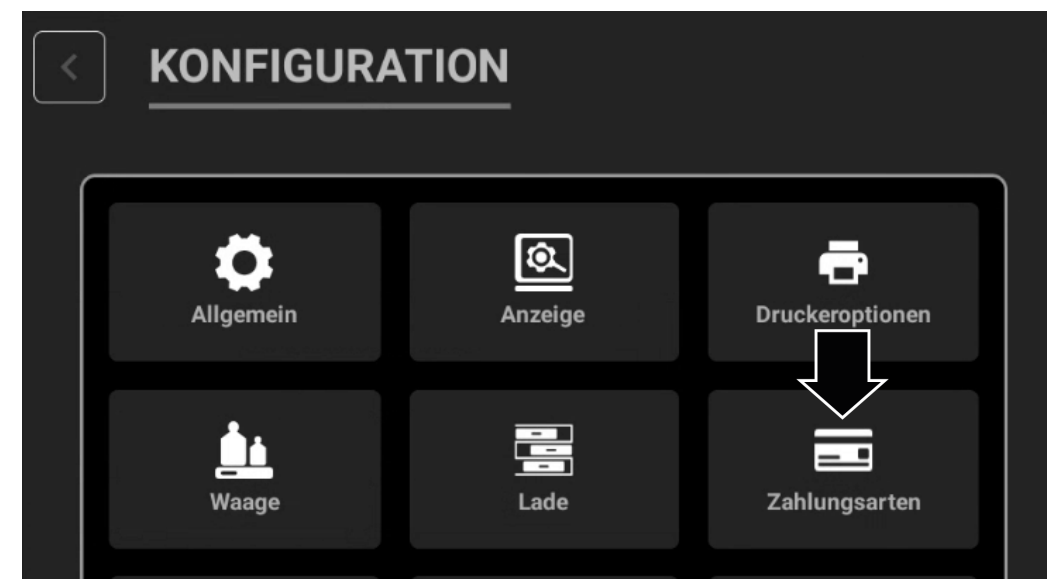 KONFIGURATION
Allgemein
Anzeige
Druckeroptionen
Waage
Lade
Zahlungsarten